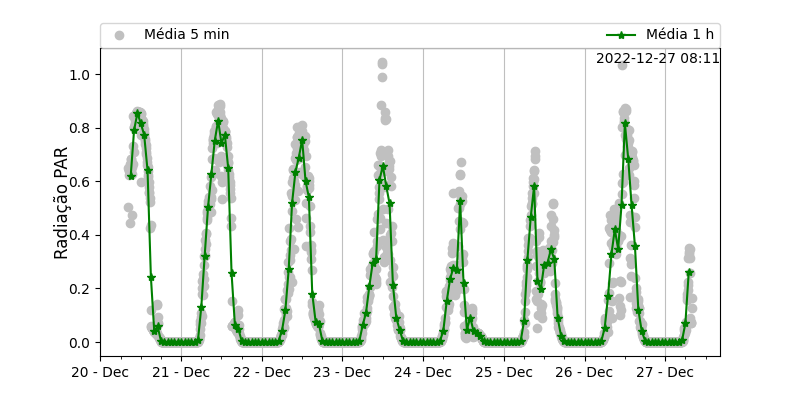 Média 5 min
Média 1 h
2022-12-27 08:11
Radiação PAR
1.0
0.8
0.6
0.4
0.2
0.0
20 - Dec
21 - Dec
22 - Dec
23 - Dec
24 - Dec
25 - Dec
26 - Dec
27 - Dec